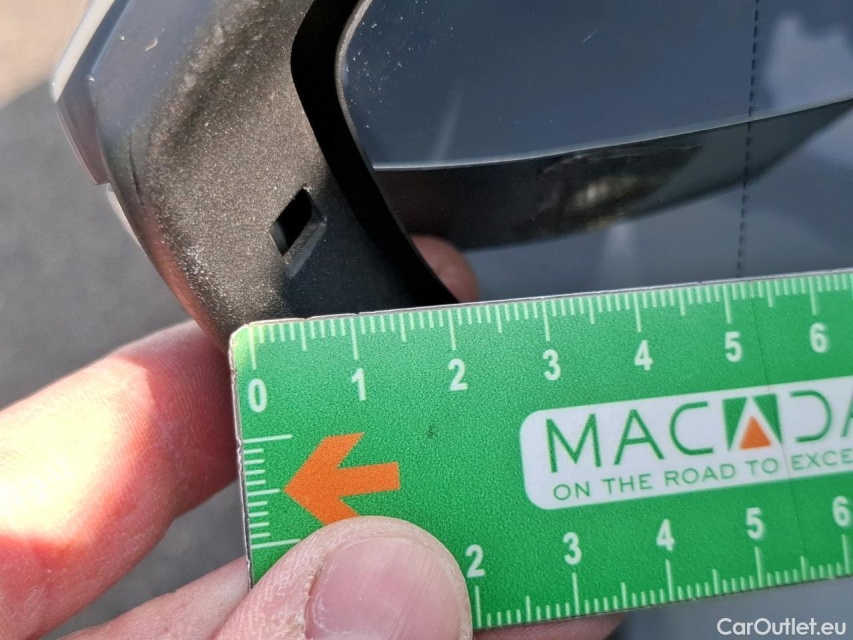 0 1 2 3 4 5 6
MACADA
ON THE ROAD TO EXCE
2 3 4 5 6
CarOutlet.eu